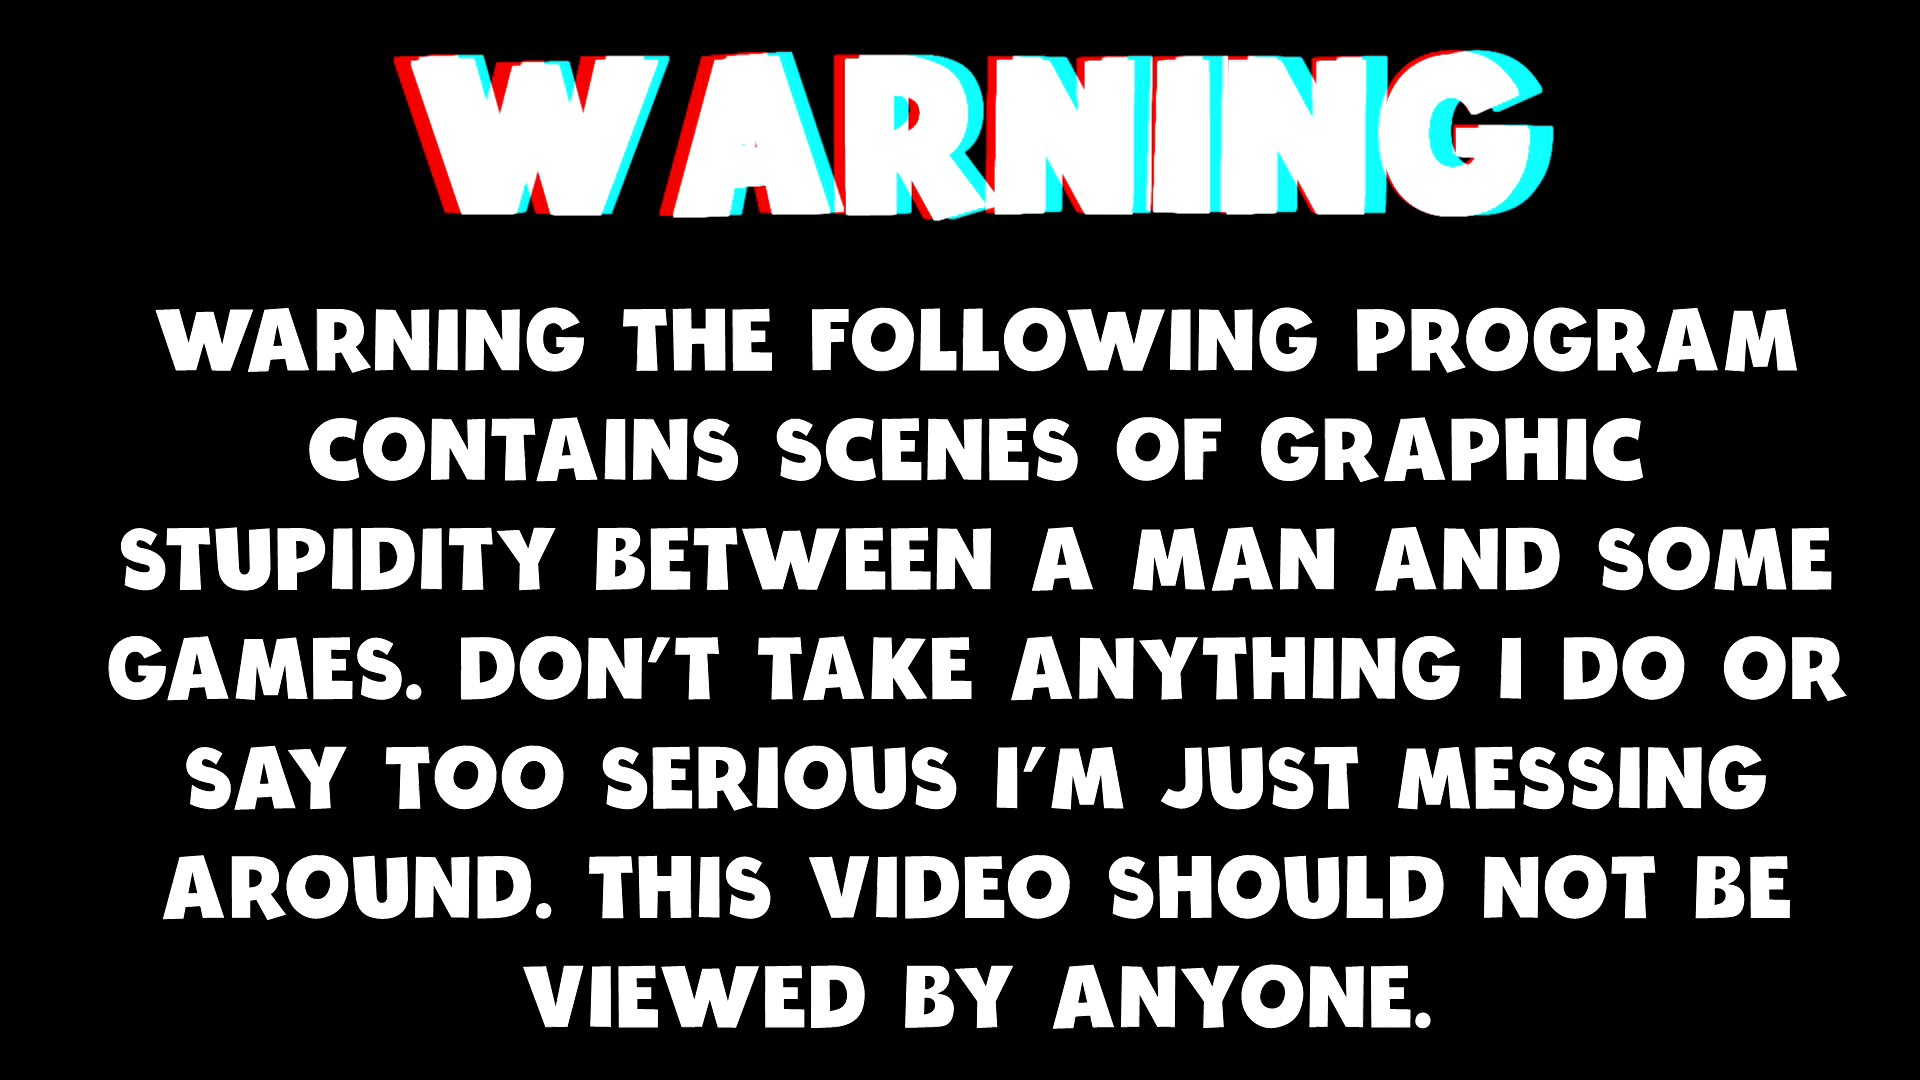 WARNING
WARNING THE FOLLOWING PROGRAM
CONTAINS SCENES OF GRAPHIC
STUPIDITY BETWEEN A MAN AND SOME
GAMES. DON'T TAKE ANYTHING I DO OR
SAY TOO SERIOUS I'M JUST MESSING
AROUND. THIS VIDEO SHOULD NOT BE
VIEWED BY ANYONE.